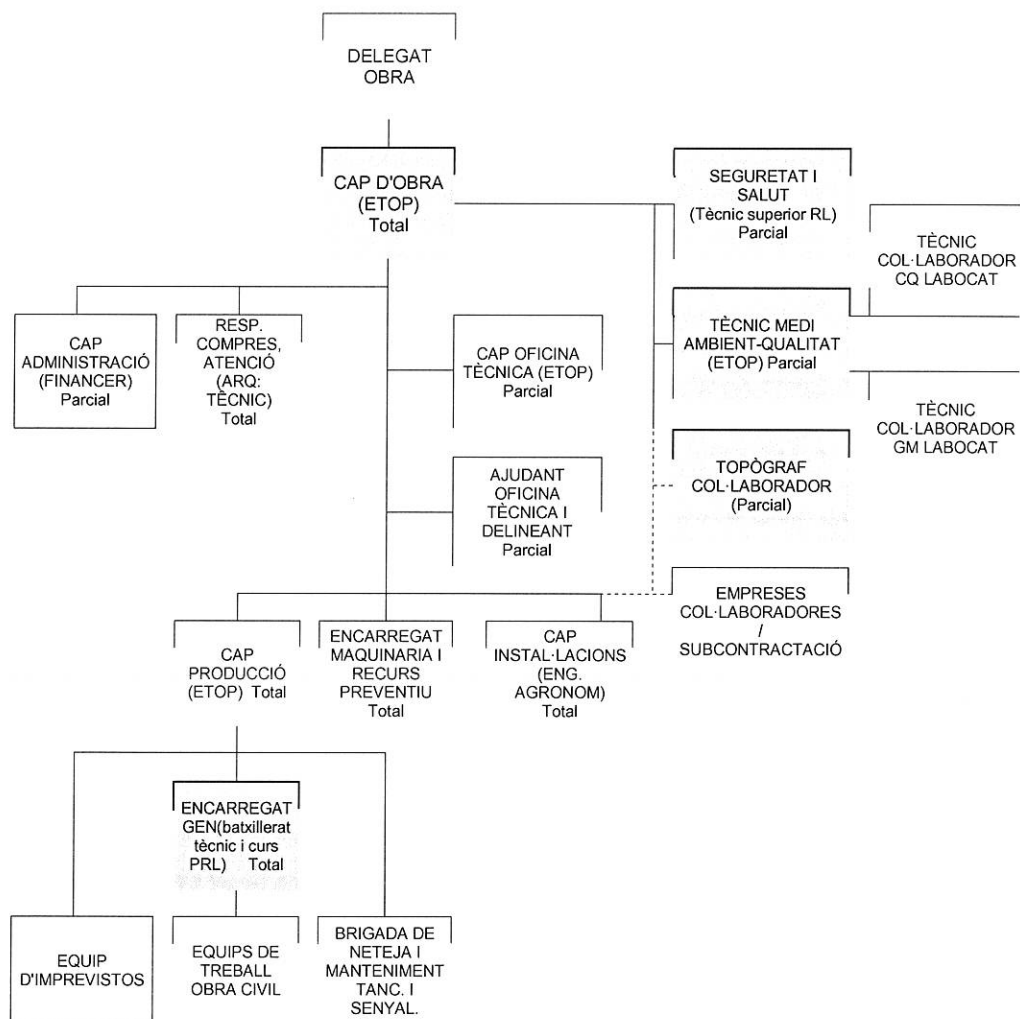 DELEGAT
OBRA
CAP D'OBRA
(ETOP)
Total
SEGURETAT I
SALUT
(Tècnic superior RL)
Parcial
TÈCNIC
COL·LABORADOR
CQ LABOCAT
CAP
ADMINISTRACIÓ
(FINANCER)
Parcial
RESP.
COMPRES,
ATENCIÓ
(ARQ:
TÈCNIC)
Total
CAP OFICINA
TÈCNICA (ETOP)
Parcial
TÈCNIC MEDI
AMBIENT-QUALITAT
(ETOP) Parcial
TÈCNIC
COL·LABORADOR
GM LABOCAT
AJUDANT
OFICINA
TÈCNICA I
DELINEANT
Parcial
TOPÒGRAF
COL·LABORADOR
(Parcial)
EMPRESES
COL·LABORADORES
/
SUBCONTRACTACIÓ
CAP
PRODUCCIÓ
(ETOP) Total
ENCARREGAT
MAQUINARIA I
RECURS
PREVENTIU
Total
CAP
INSTAL·LACIONS
(ENG.
AGRONOM)
Total
ENCARREGAT
GEN(batxillerat
tècnic i curs
PRL) Total
EQUIP
D'IMPREVISTOS
EQUIPS DE
TREBALL
OBRA CIVIL
BRIGADA DE
NETEJA I
MANTENIMENT
TANC. I
SENYAL.